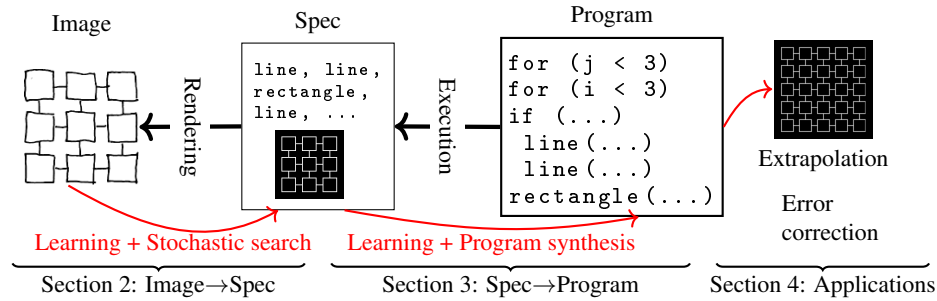 Image
Spec
Program
line, line,
rectangle,
line, ...
Rendering
Execution
for (j < 3)
for (i < 3)
if (...)
line(...)
line(...)
rectangle(...)
Extrapolation
Error
correction
Learning + Stochastic search
Learning + Program synthesis
Section 2: Image→Spec
Section 3: Spec→Program
Section 4: Applications